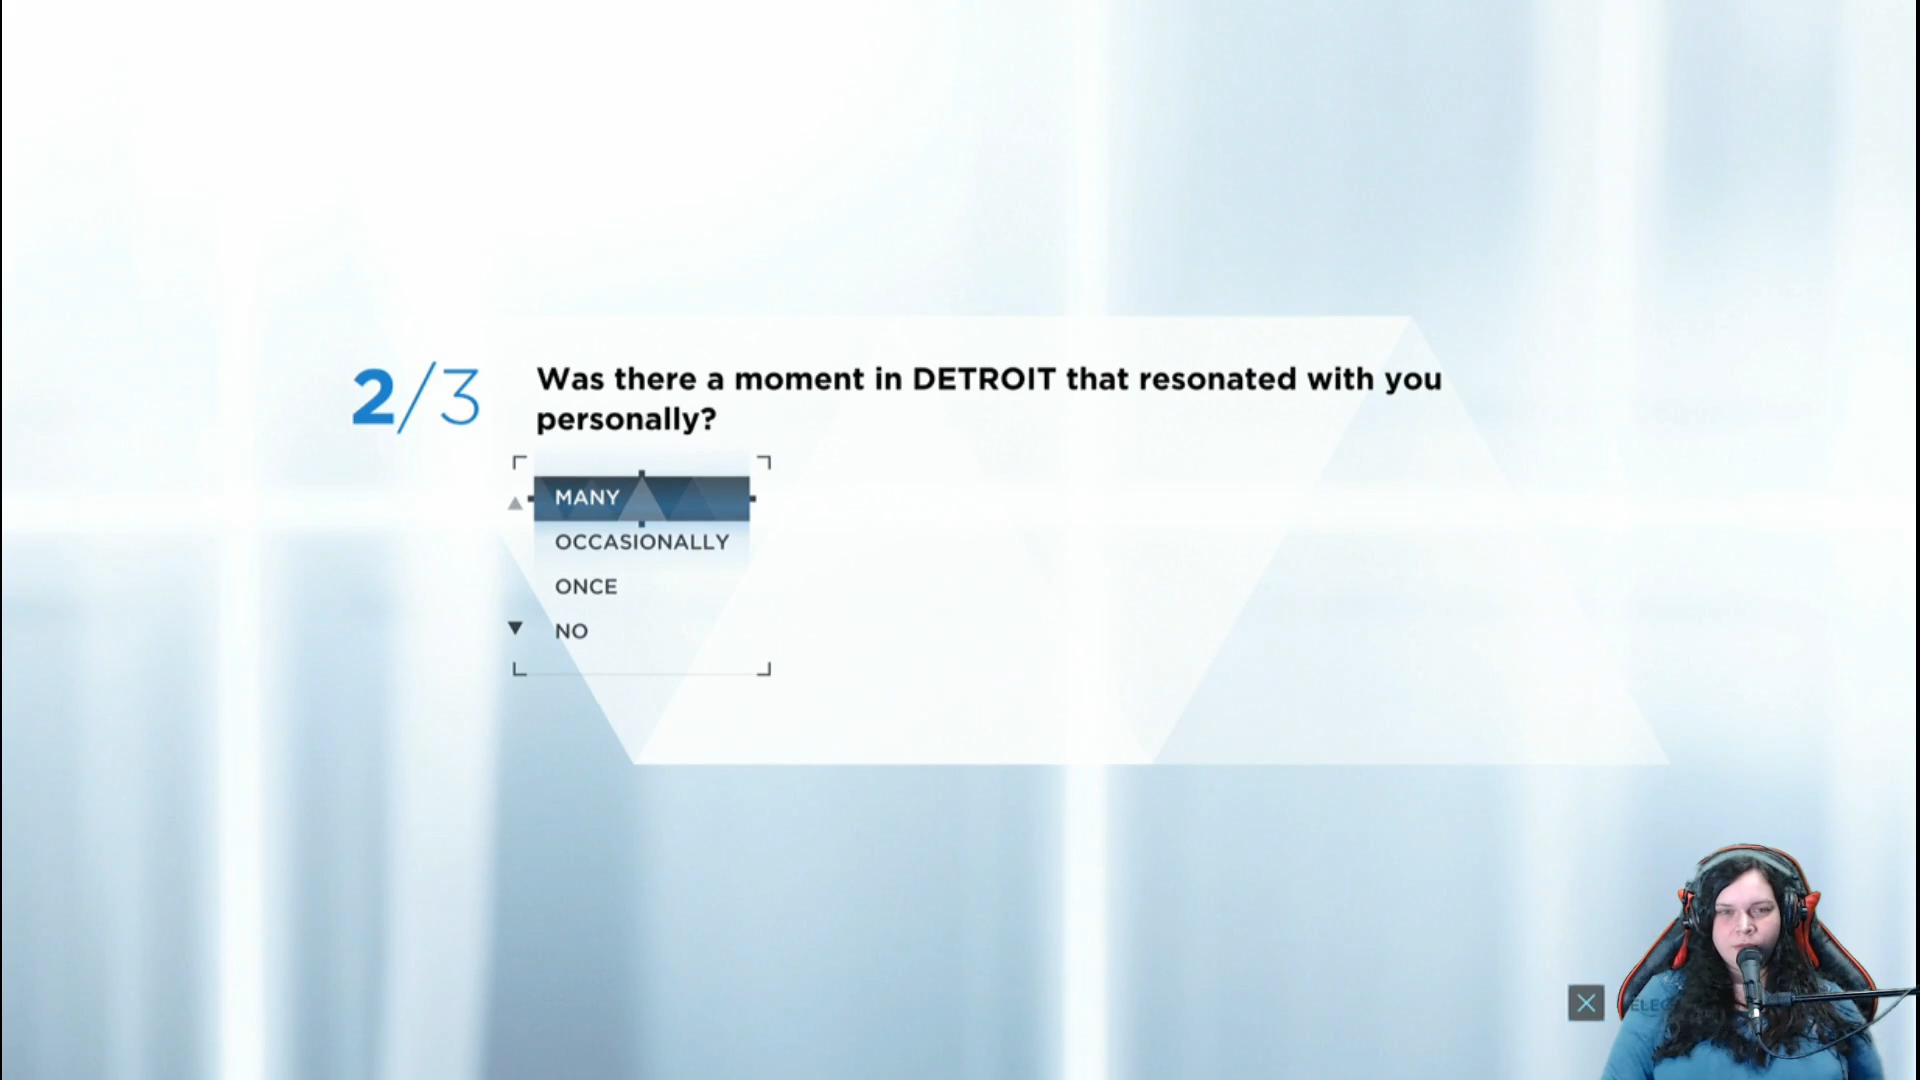 2/3
Was there a moment in DETROIT that resonated with you
personally?
MANY
OCCASIONALLY
ONCE
NO